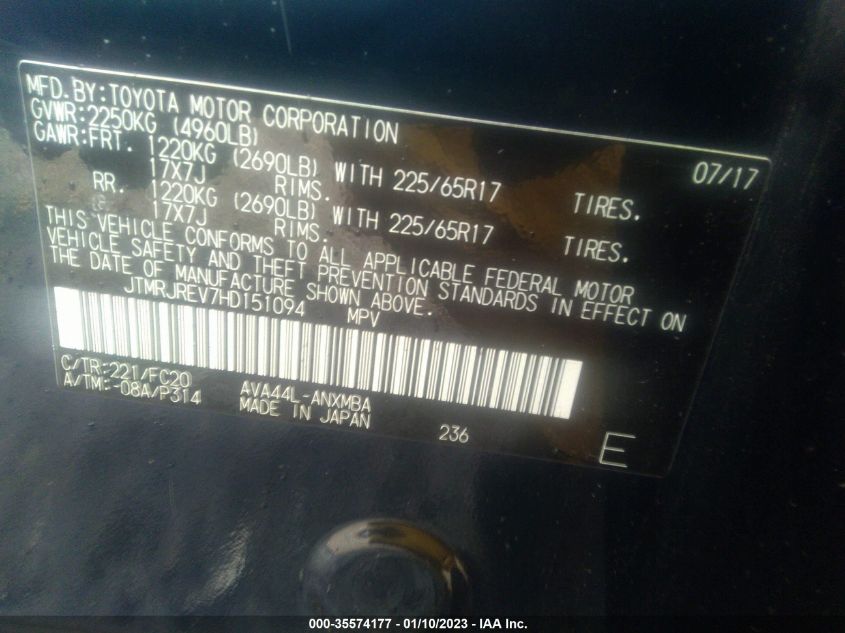 MFD.BY:TOYOTA MOTOR CORPORATION 07/17
GVWR:2250KG (4960LB)
GAWR:FRT. 1220KG (2690LB) WITH 225/65R17 TIRES.
17X7J RIMS.
RR. 1220KG (2690LB) WITH 225/65R17 TIRES.
17X7J RIMS.
THIS VEHICLE CONFORMS TO ALL APPLICABLE FEDERAL MOTOR
VEHICLE SAFETY AND THEFT PREVENTION STANDARDS IN EFFECT ON
THE DATE OF MANUFACTURE SHOWN ABOVE.
JTMRJREV7HD151094 MPV
C/TR:221/FC20 AVA44L-ANXMBA
A/TM:-08A/P314 MADE IN JAPAN 236 E
000-35574177 - 01/10/2023 - IAA Inc.